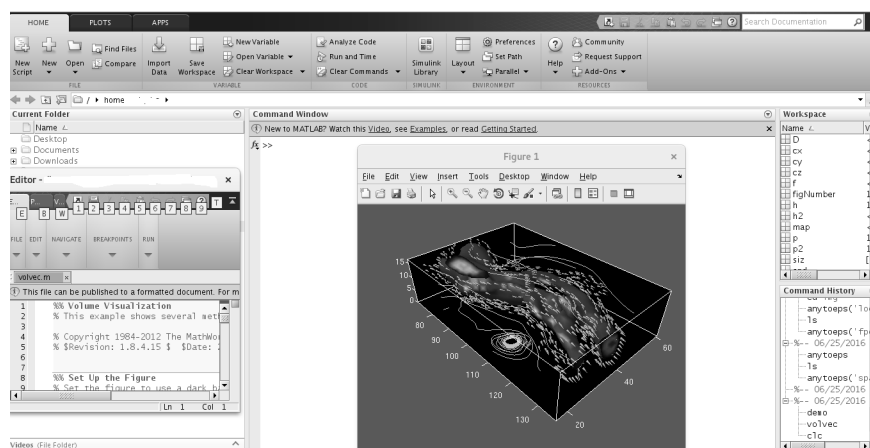 HOME PLOTS APPS
Search Documentation
New Script
New
Open
Find Files
Compare
Import Data
Save Workspace
New Variable
Open Variable
Clear Workspace
Analyze Code
Run and Time
Clear Commands
Simulink Library
Layout
Preferences
Set Path
Parallel
Help
Community
Request Support
Add-Ons
FILE VARIABLE CODE SIMULINK ENVIRONMENT RESOURCES
/ home
Current Folder
Name
Desktop
Documents
Downloads
Editor -
E... P... V...
E B W 1 2 3 4 5 6 7 8 9 T
FILE EDIT NAVIGATE BREAKPOINTS RUN
volvec.m
This file can be published to a formatted document. For m
1 %% Volume Visualization
2 % This example shows several met
3
4 % Copyright 1984-2012 The MathWor
5 % $Revision: 1.8.4.15 $ $Date: 2
6
7
8 %% Set Up the Figure
9 % Set the figure to use a dark ba
Ln 1 Col 1
Videos (File Folder)
Command Window
New to MATLAB? Watch this Video, see Examples, or read Getting Started.
fx >>
Figure 1
File Edit View Insert Tools Desktop Window Help
15
10
5
0
80
90
100
110
120
130
20
40
60
Workspace
Name V
D
cx
cy
cz
f
figNumber 1
h 1
h2
map
p 1
p2 1
siz [
Command History
anytoeps('loc
ls
anytoeps('fpc
%-- 06/25/2016
anytoeps
ls
anytoeps('sp
%-- 06/25/2016
%-- 06/25/2016
demo
volvec
clc